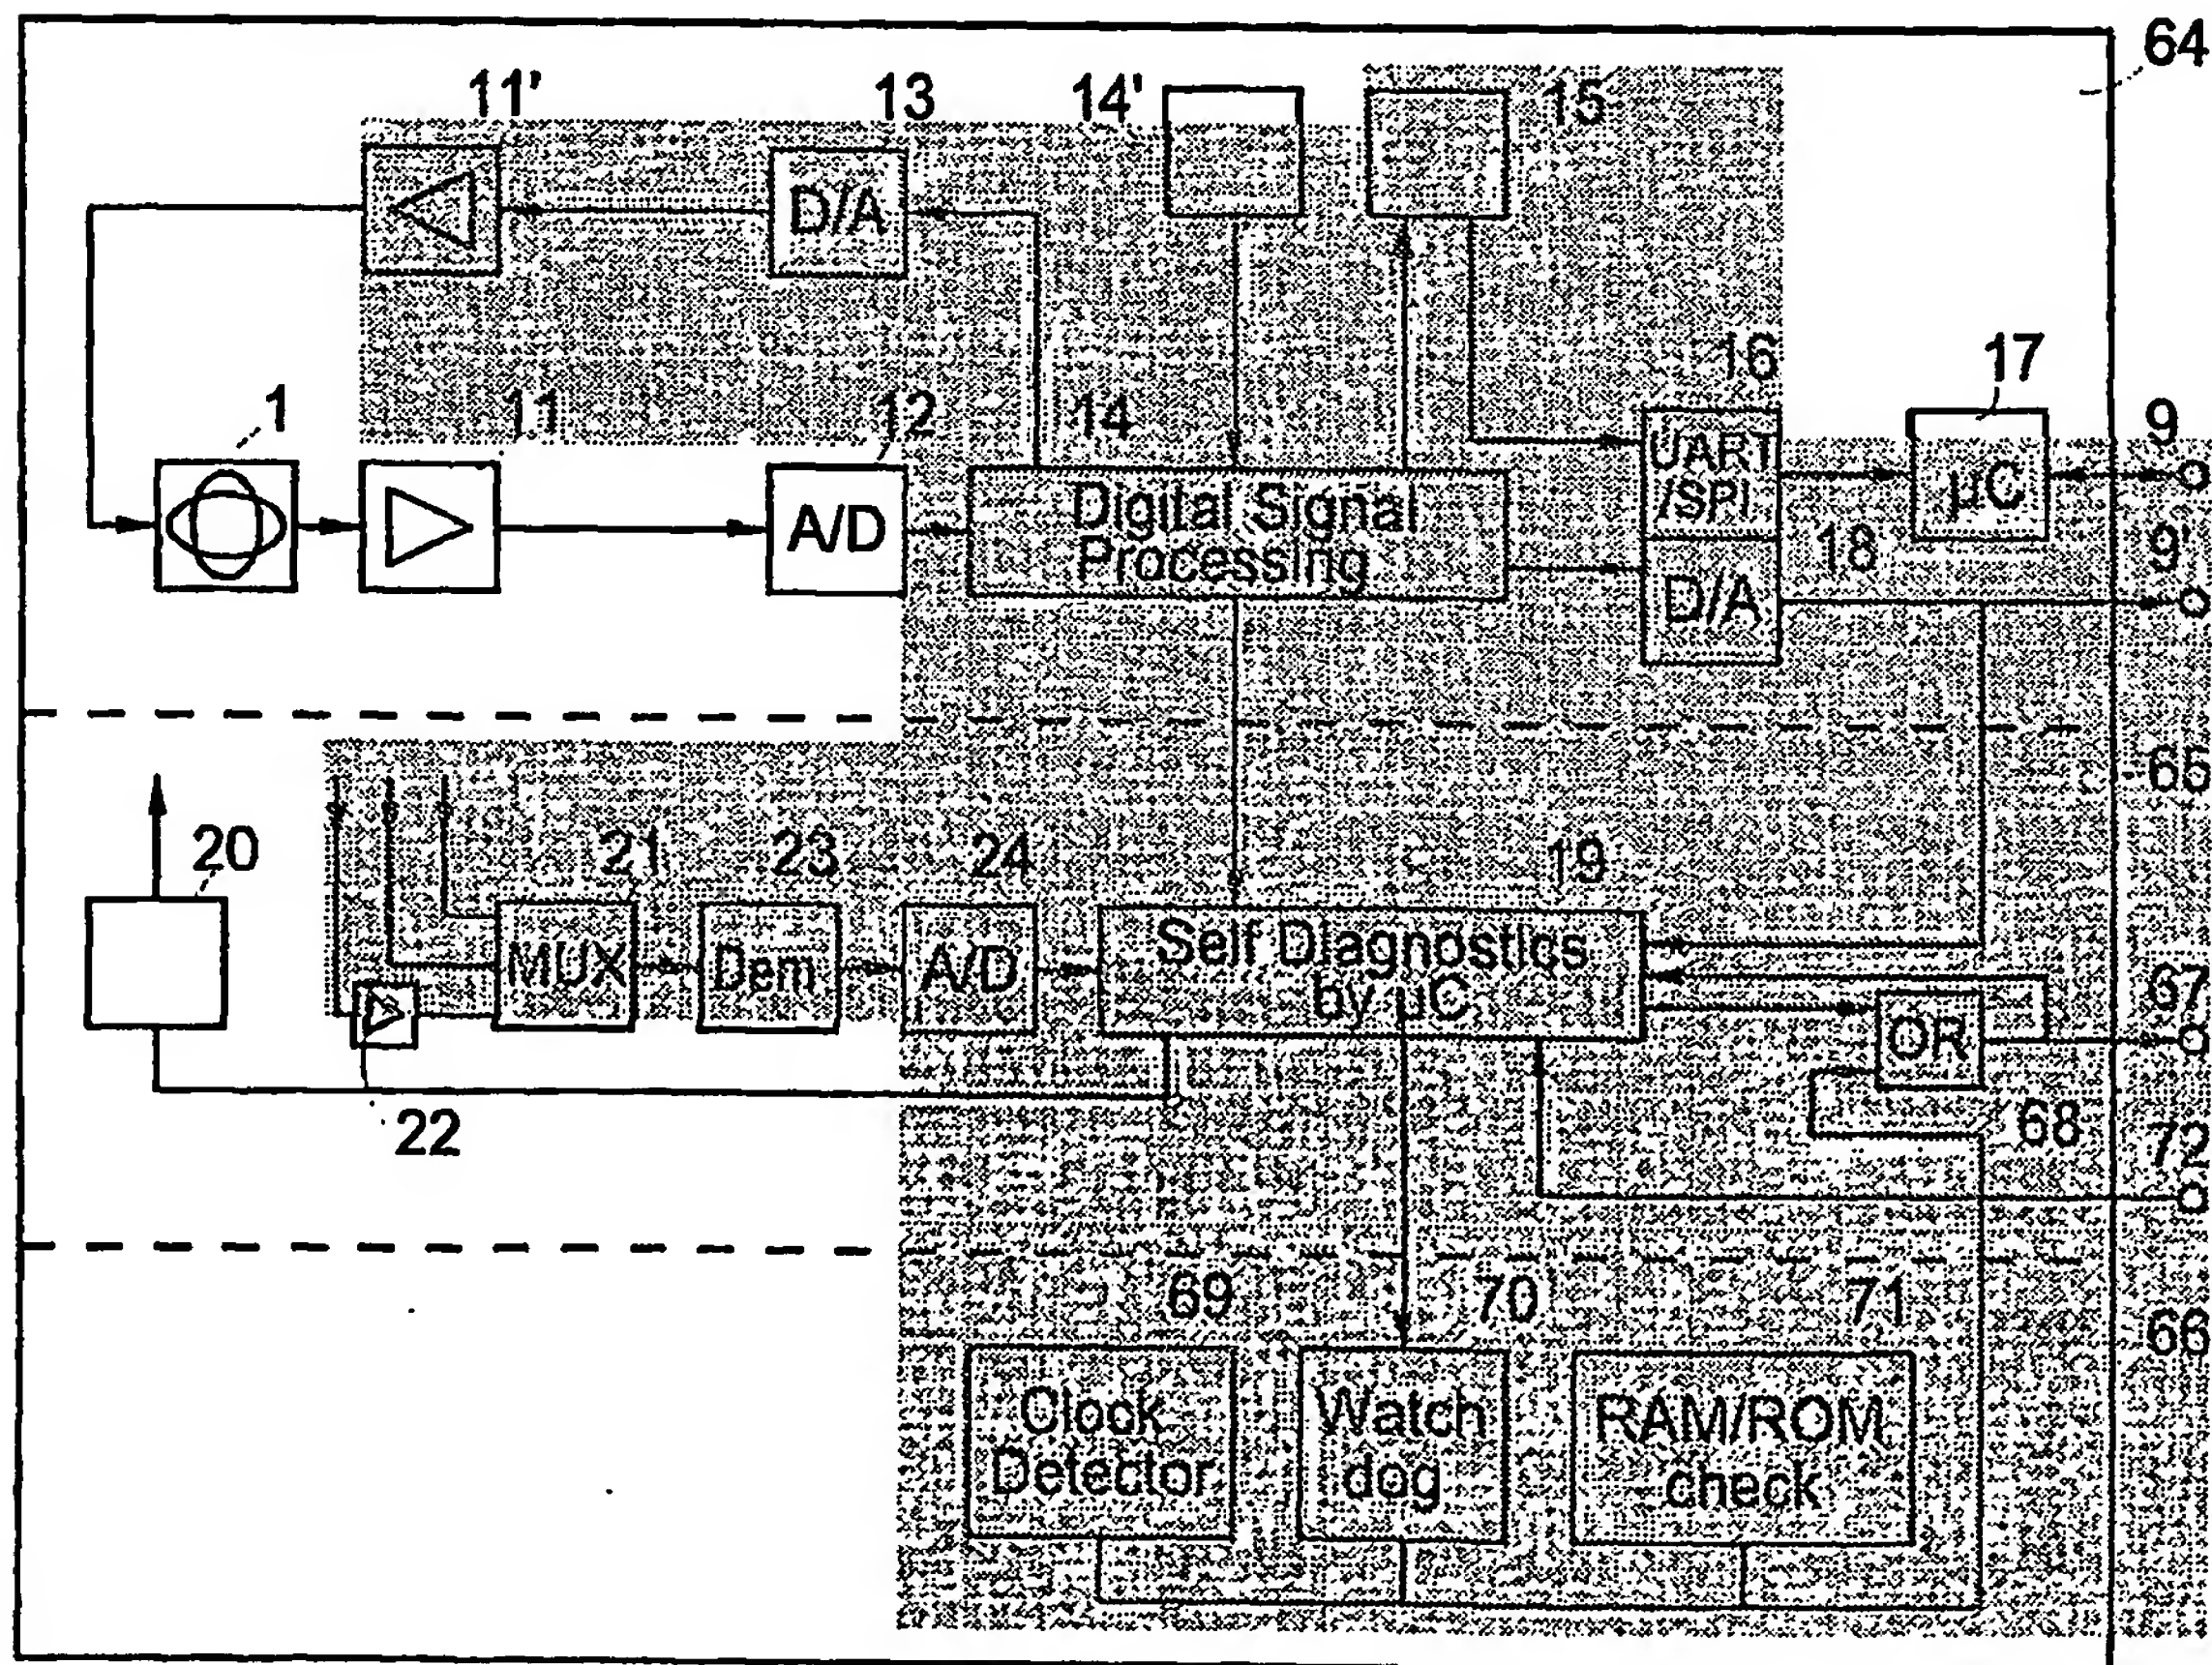 64
11'
13
14'
15
D/A
16
17
1
11
12
14
9
UART
/SPI
µC
A/D
Digital Signal
Processing
18
9'
D/A
65
20
21
23
24
19
MUX
Dem
A/D
Self Diagnostics
by µC
67
OR
22
68
72
69
70
71
66
Clock
Detector
Watch
dog
RAM/ROM
check